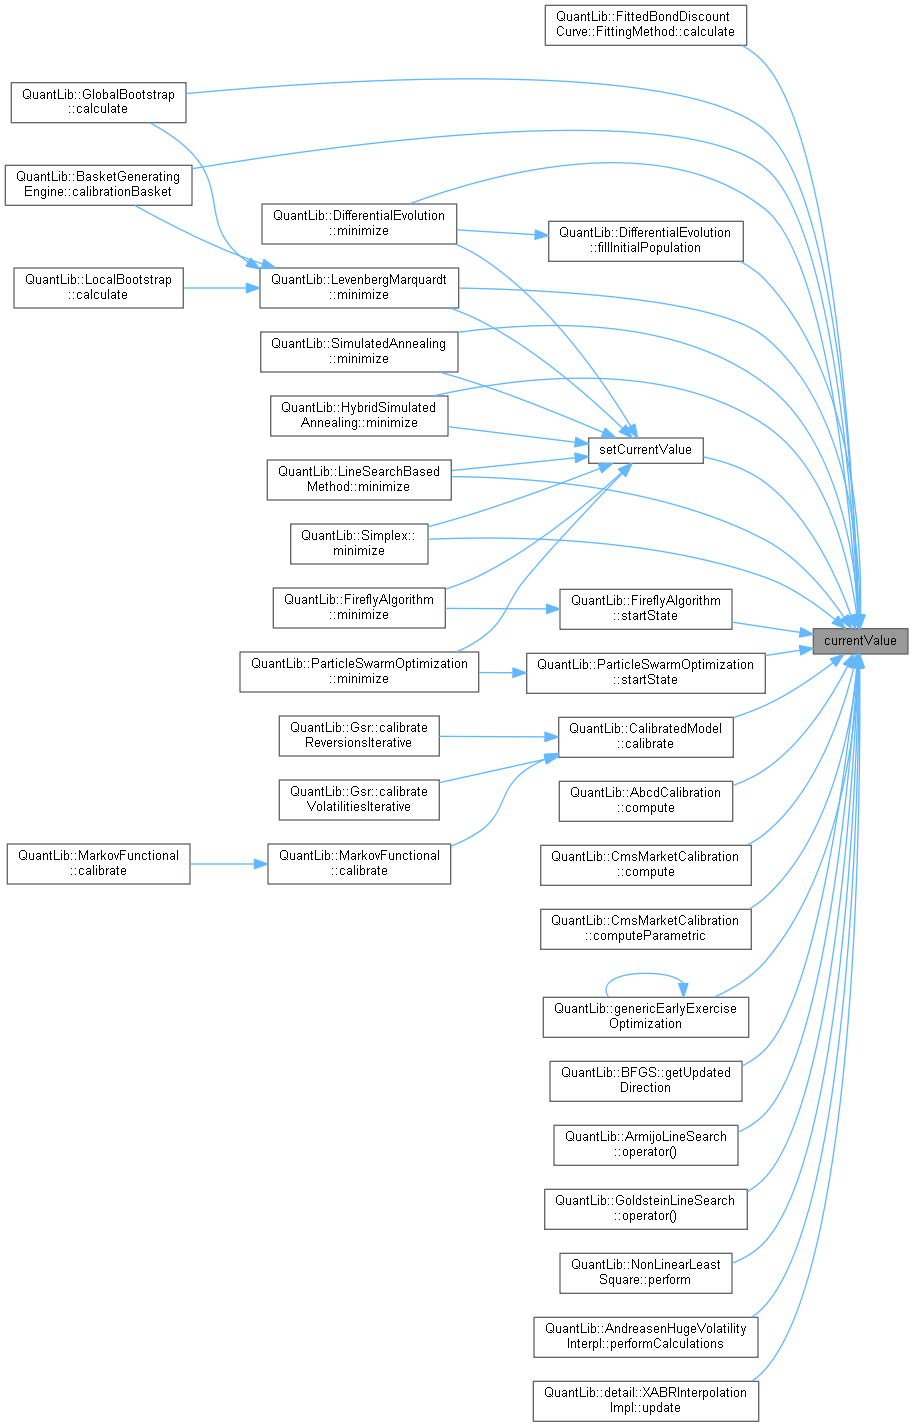 QuantLib::FittedBondDiscount
Curve::FittingMethod::calculate
QuantLib::GlobalBootstrap
::calculate
QuantLib::BasketGenerating
Engine::calibrationBasket
QuantLib::DifferentialEvolution
::minimize
QuantLib::DifferentialEvolution
::fillInitialPopulation
QuantLib::LocalBootstrap
::calculate
QuantLib::LevenbergMarquardt
::minimize
QuantLib::SimulatedAnnealing
::minimize
QuantLib::HybridSimulated
Annealing::minimize
setCurrentValue
QuantLib::LineSearchBased
Method::minimize
QuantLib::Simplex::
minimize
QuantLib::FireflyAlgorithm
::minimize
QuantLib::FireflyAlgorithm
::startState
currentValue
QuantLib::ParticleSwarmOptimization
::minimize
QuantLib::ParticleSwarmOptimization
::startState
QuantLib::Gsr::calibrate
ReversionsIterative
QuantLib::CalibratedModel
::calibrate
QuantLib::Gsr::calibrate
VolatilitiesIterative
QuantLib::AbcdCalibration
::compute
QuantLib::MarkovFunctional
::calibrate
QuantLib::MarkovFunctional
::calibrate
QuantLib::CmsMarketCalibration
::compute
QuantLib::CmsMarketCalibration
::computeParametric
QuantLib::genericEarlyExercise
Optimization
QuantLib::BFGS::getUpdated
Direction
QuantLib::ArmijoLineSearch
::operator()
QuantLib::GoldsteinLineSearch
::operator()
QuantLib::NonLinearLeast
Square::perform
QuantLib::AndreasenHugeVolatility
Interpl::performCalculations
QuantLib::detail::XABRInterpolation
Impl::update